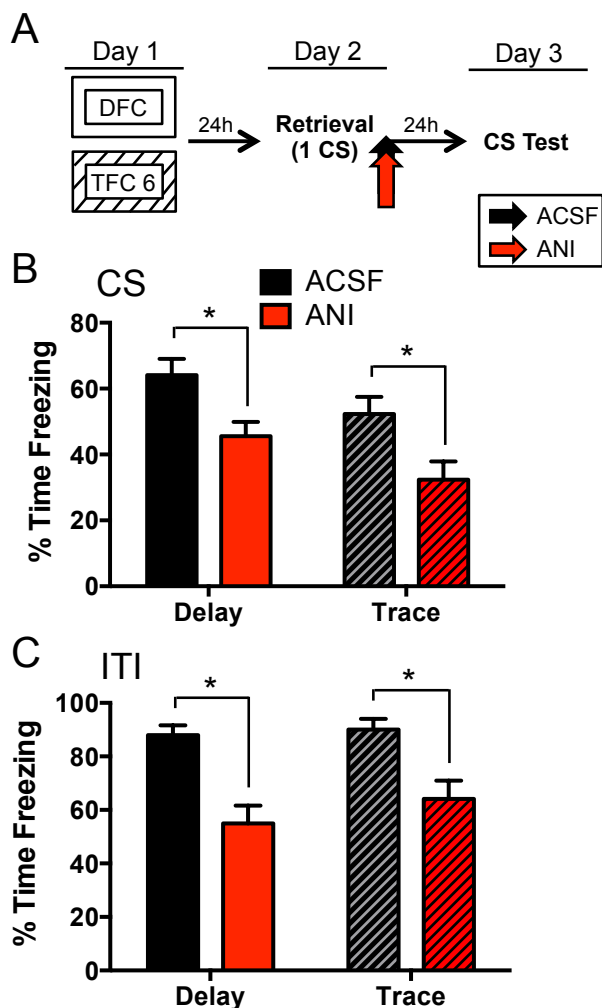 A
Day 1 Day 2 Day 3
DFC
TFC 6
24h
Retrieval
(1 CS)
24h
CS Test
ACSF
ANI
B
CS
ACSF
ANI
* *
% Time Freezing
80
60
40
20
0
Delay Trace
C
ITI
* *
% Time Freezing
100
80
60
40
20
0
Delay Trace